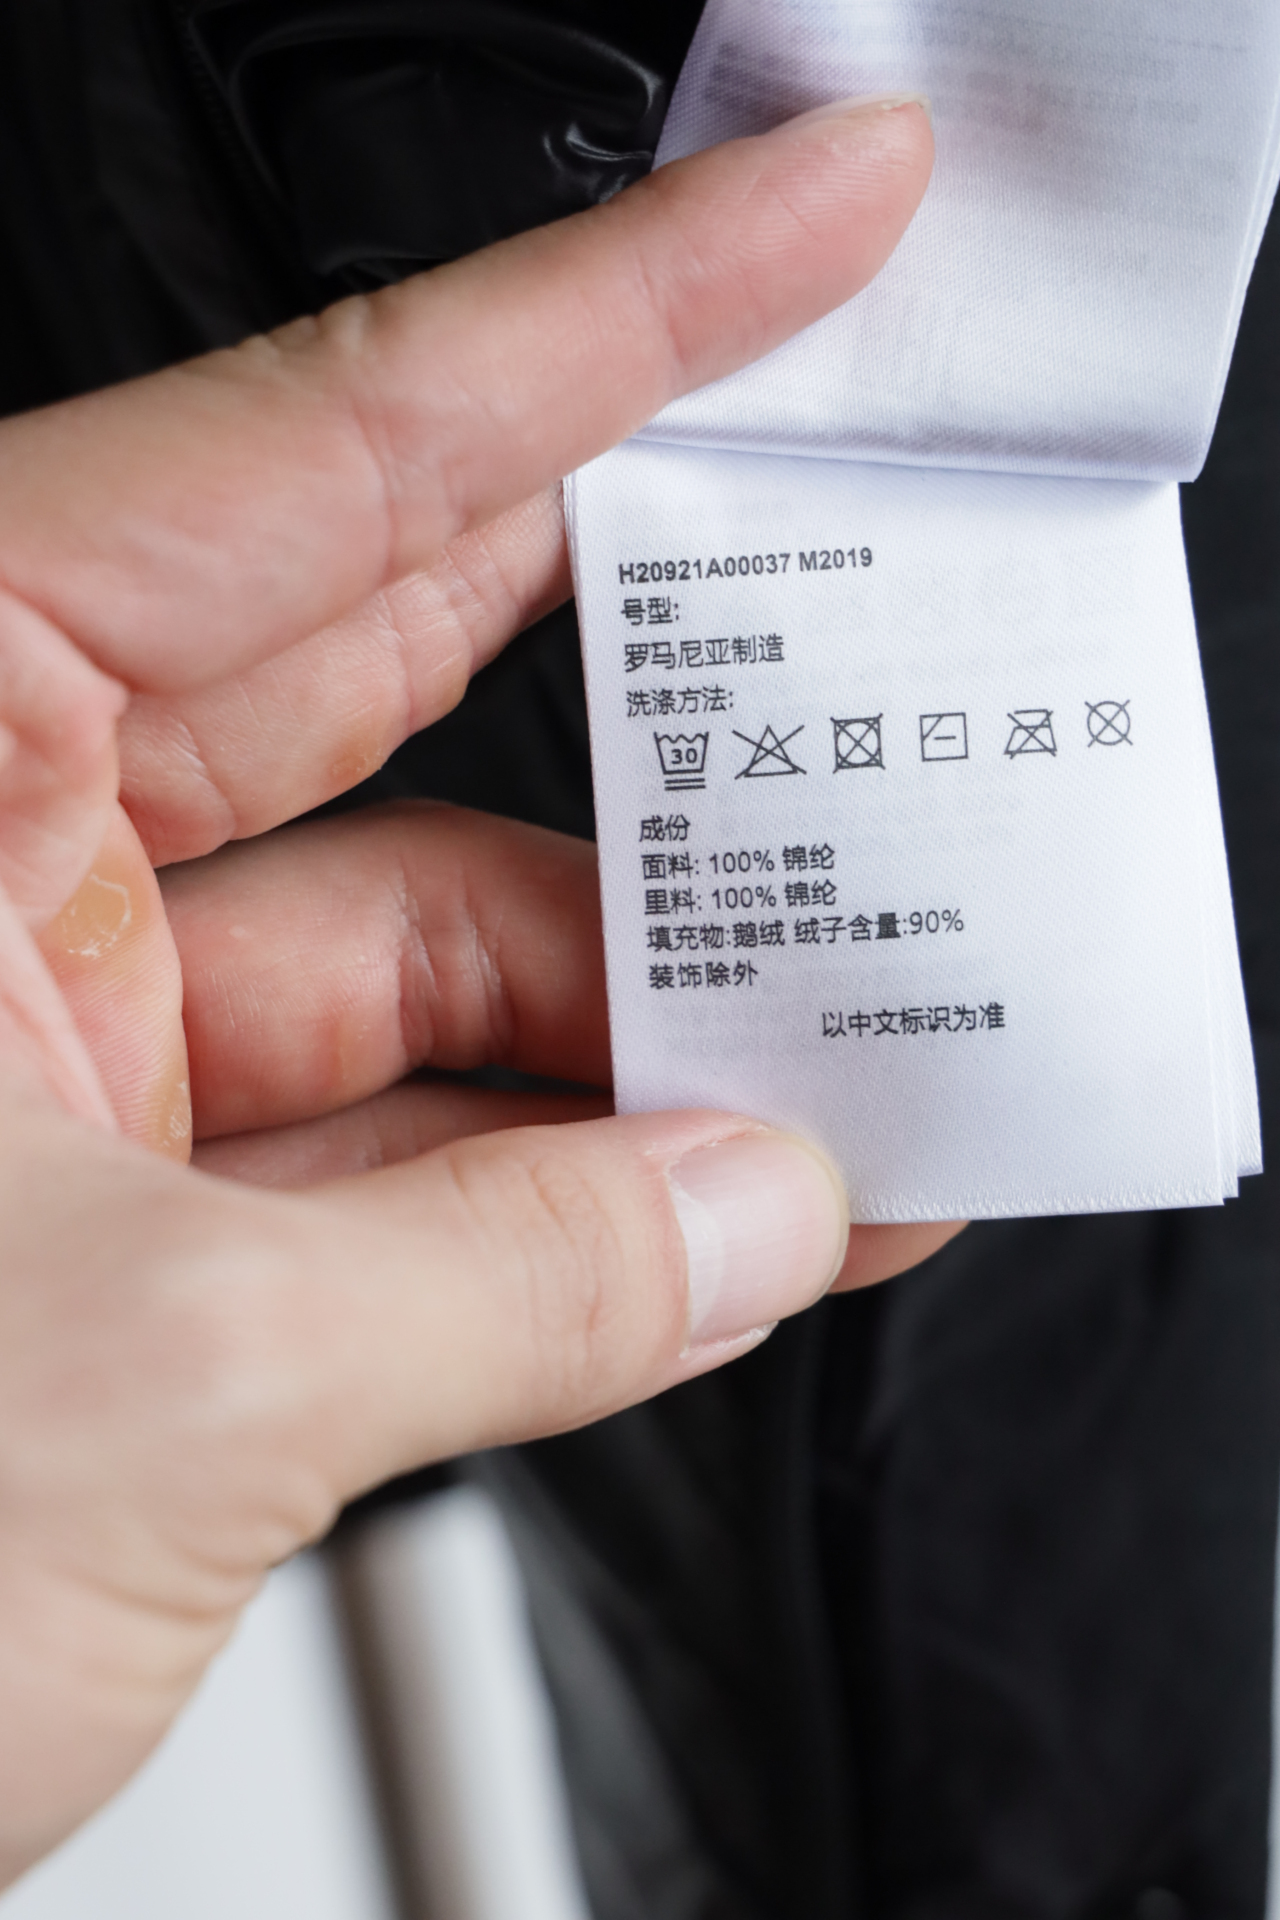 H20921A00037 M2019
号型:
罗马尼亚制造
洗涤方法:
30
成份
面料: 100% 锦纶
里料: 100% 锦纶
填充物:鹅绒 绒子含量:90%
装饰除外
以中文标识为准